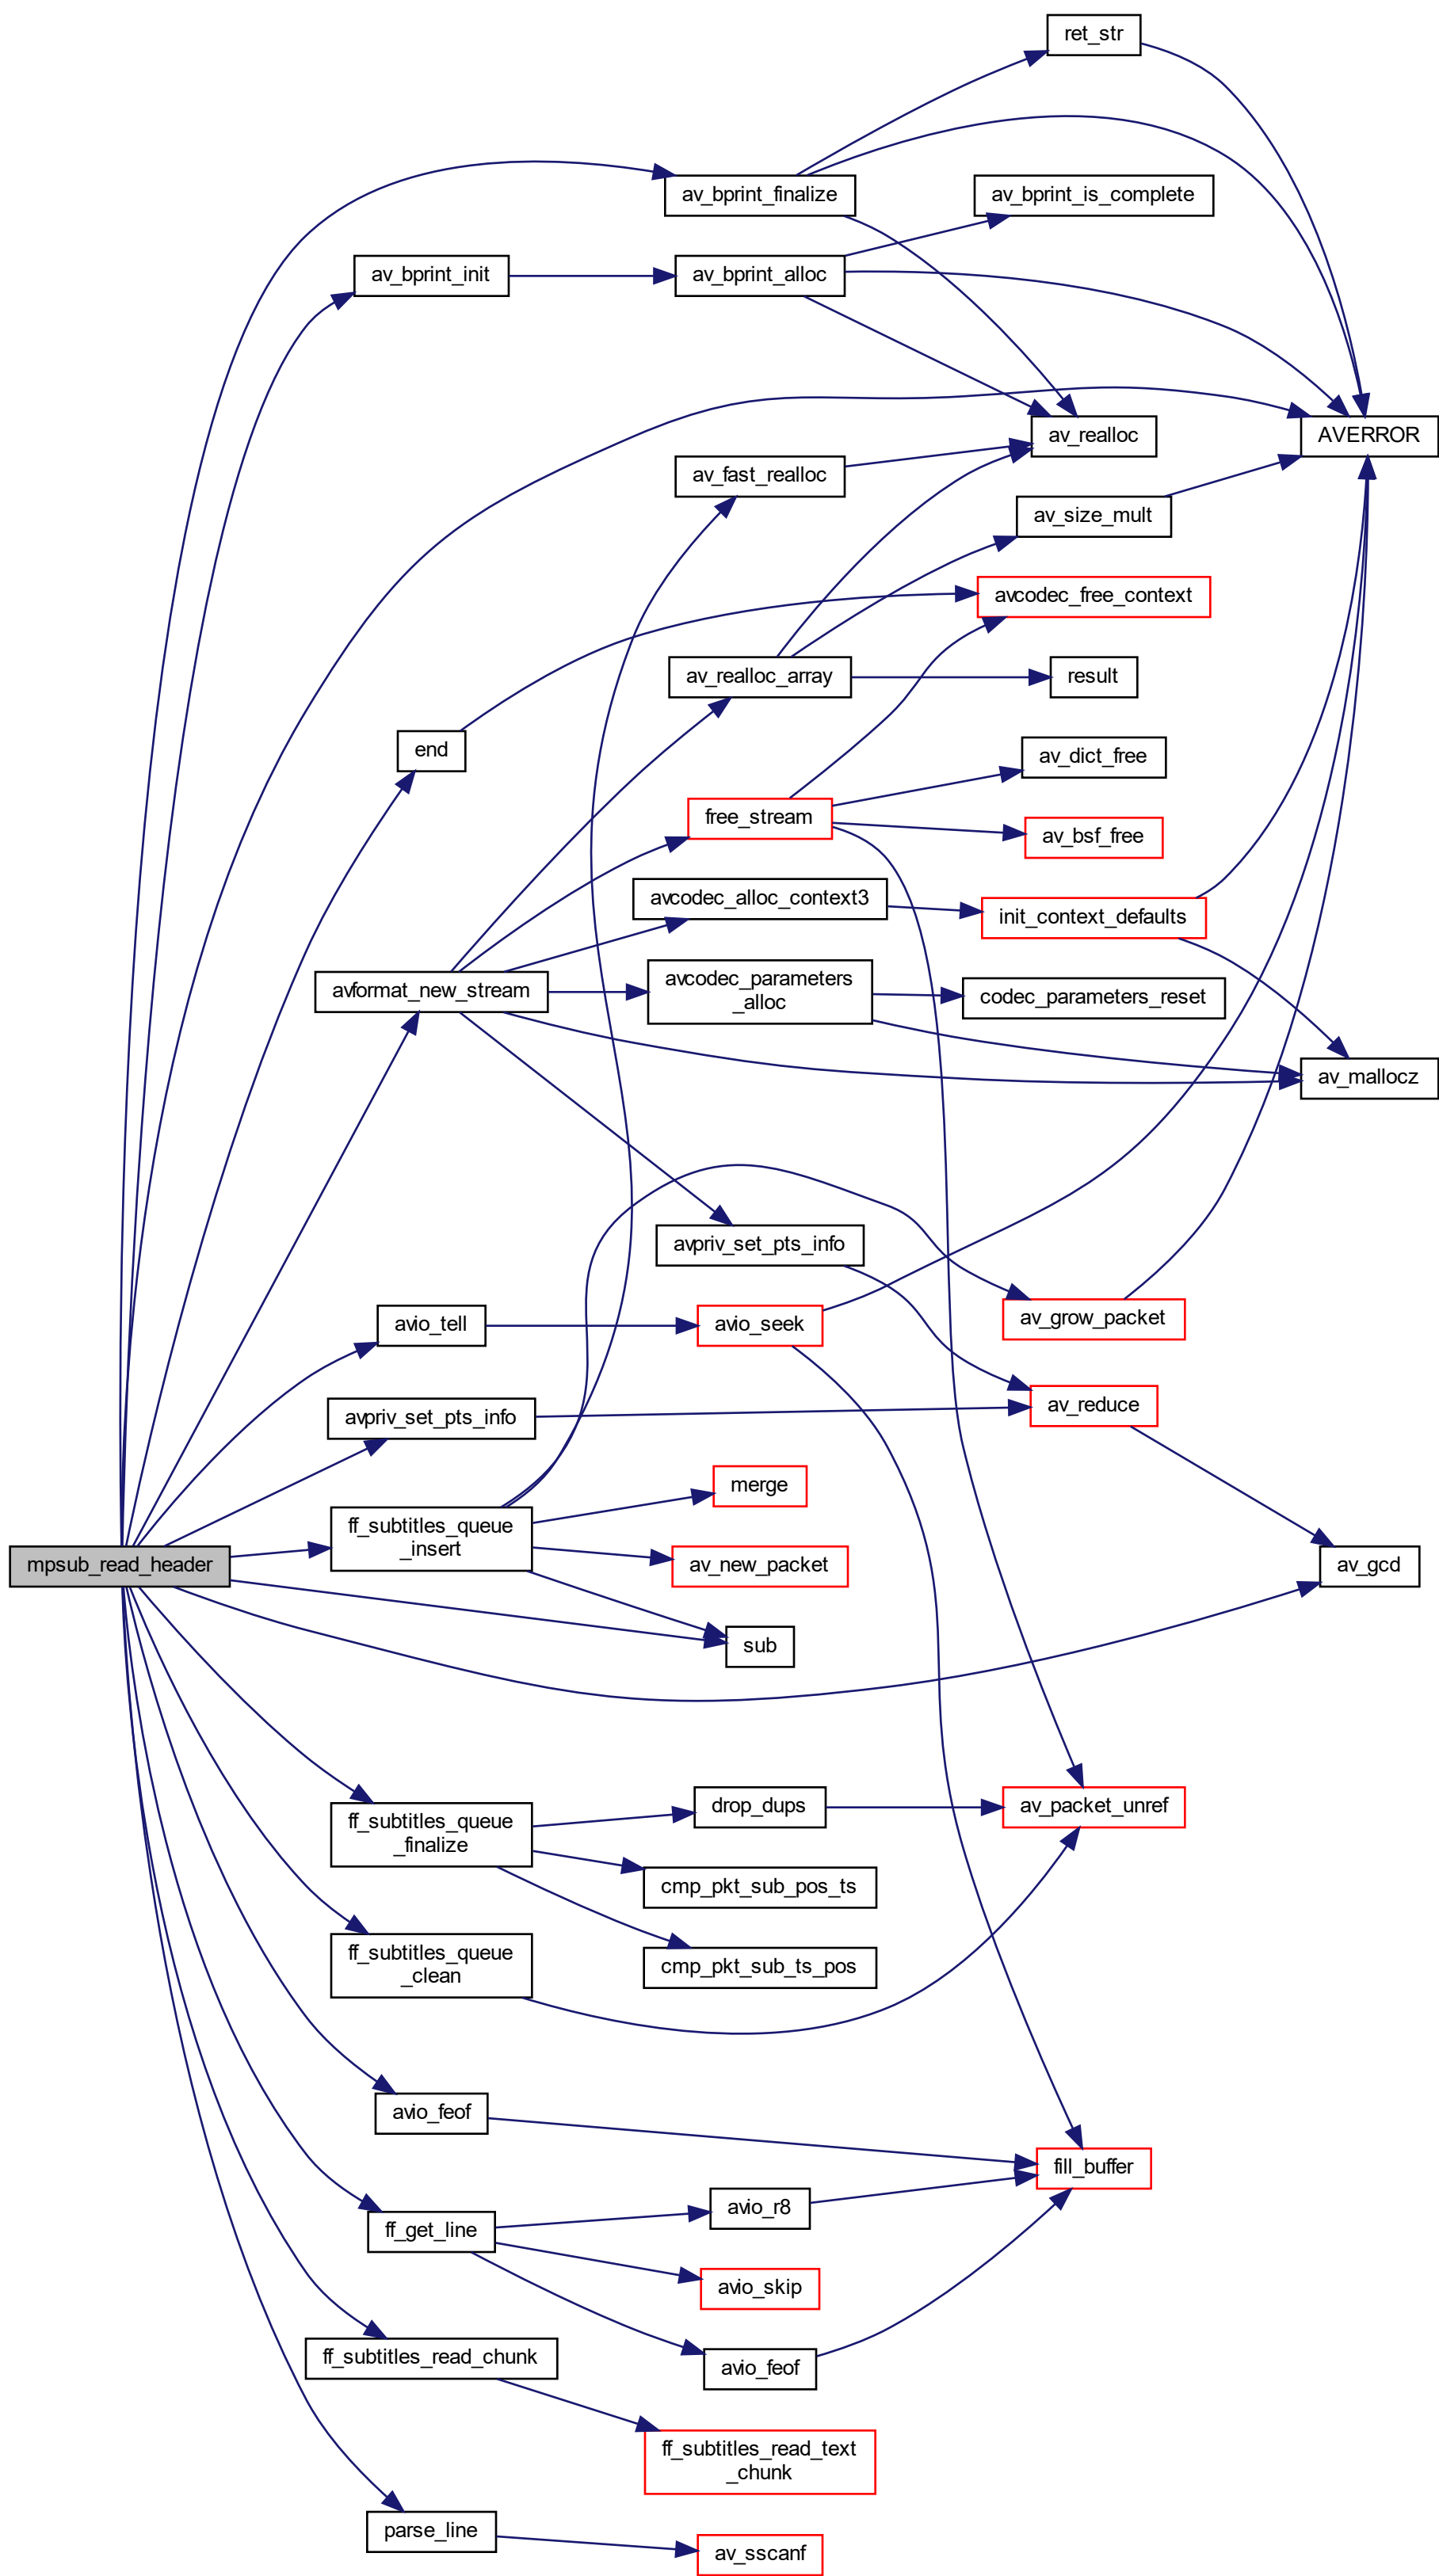 ret_str
av_bprint_finalize
av_bprint_is_complete
av_bprint_init
av_bprint_alloc
av_realloc
AVERROR
av_fast_realloc
av_size_mult
avcodec_free_context
av_realloc_array
result
end
av_dict_free
free_stream
av_bsf_free
avcodec_alloc_context3
init_context_defaults
avformat_new_stream
avcodec_parameters
_alloc
codec_parameters_reset
av_mallocz
avpriv_set_pts_info
avio_tell
avio_seek
av_grow_packet
avpriv_set_pts_info
av_reduce
merge
ff_subtitles_queue
_insert
mpsub_read_header
av_new_packet
av_gcd
sub
ff_subtitles_queue
_finalize
drop_dups
av_packet_unref
cmp_pkt_sub_pos_ts
ff_subtitles_queue
_clean
cmp_pkt_sub_ts_pos
avio_feof
fill_buffer
avio_r8
ff_get_line
avio_skip
ff_subtitles_read_chunk
avio_feof
ff_subtitles_read_text
_chunk
parse_line
av_sscanf